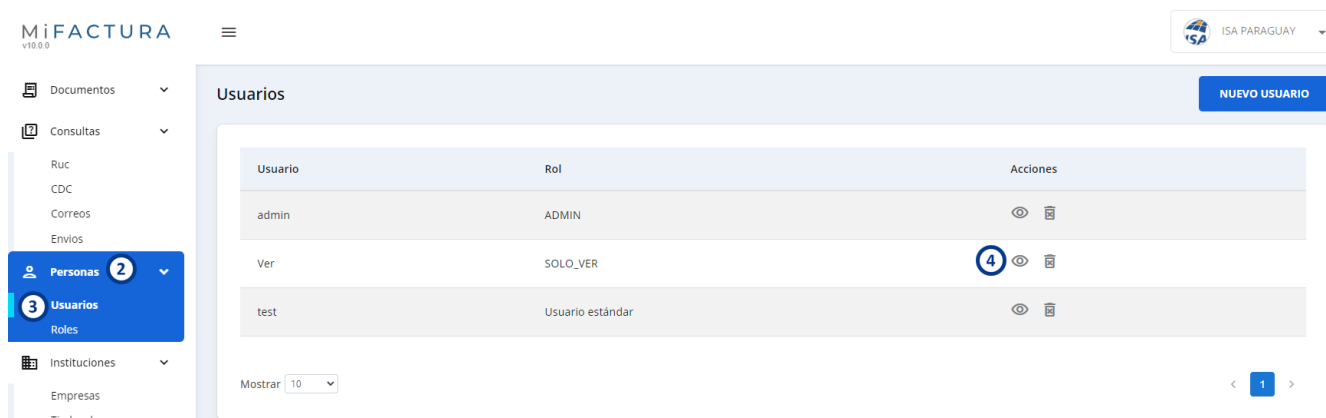 MiFACTURA
v10.0.0
ISA
ISA PARAGUAY
Documentos
Consultas
Ruc
CDC
Correos
Envios
Personas 2
3 Usuarios
Roles
Instituciones
Empresas
Usuarios
NUEVO USUARIO
Usuario Rol Acciones
admin ADMIN
Ver SOLO_VER 4
test Usuario estándar
Mostrar 10
< 1 >